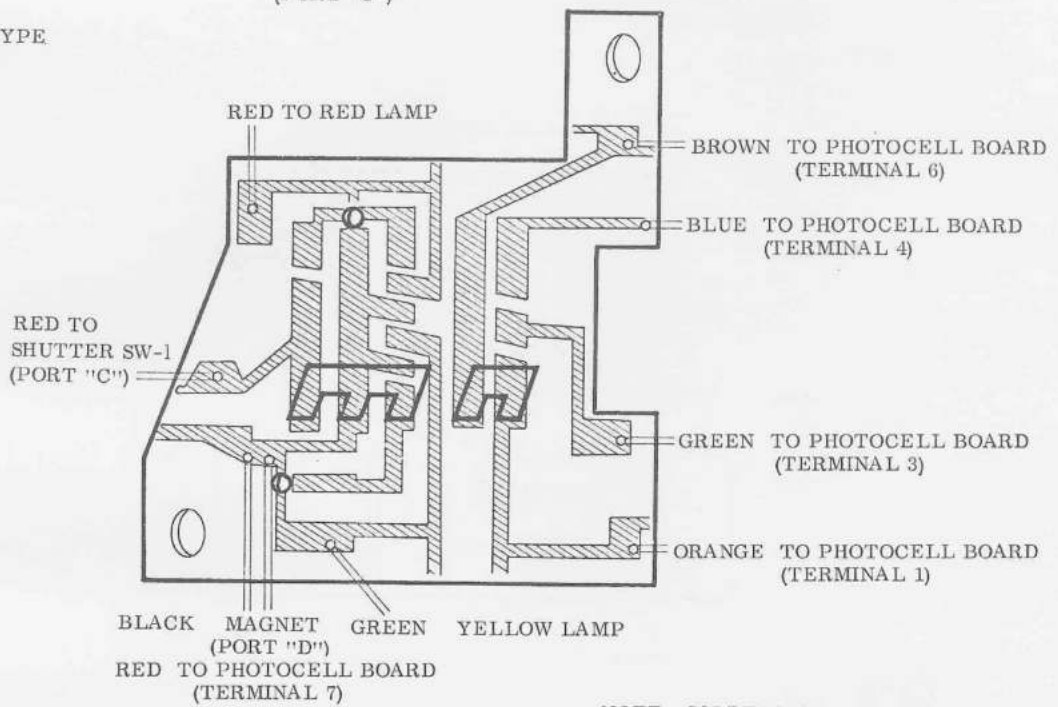 YPE
RED TO RED LAMP
BROWN TO PHOTOCELL BOARD
(TERMINAL 6)
BLUE TO PHOTOCELL BOARD
(TERMINAL 4)
RED TO
SHUTTER SW-1
(PORT "C")
GREEN TO PHOTOCELL BOARD
(TERMINAL 3)
ORANGE TO PHOTOCELL BOARD
(TERMINAL 1)
BLACK MAGNET GREEN YELLOW LAMP
(PORT "D")
RED TO PHOTOCELL BOARD
(TERMINAL 7)